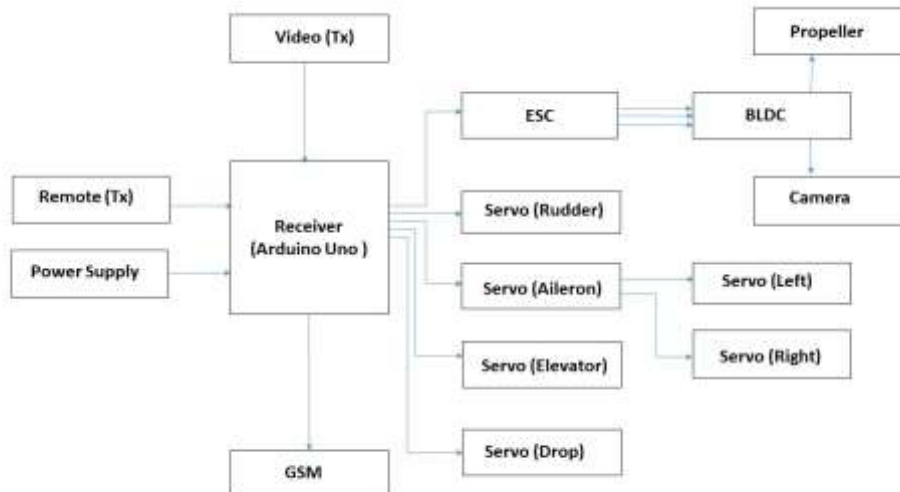 Video (Tx)
Propeller
ESC
BLDC
Remote (Tx)
Receiver
(Arduino Uno )
Servo (Rudder)
Camera
Power Supply
Servo (Aileron)
Servo (Left)
Servo (Elevator)
Servo (Right)
GSM
Servo (Drop)